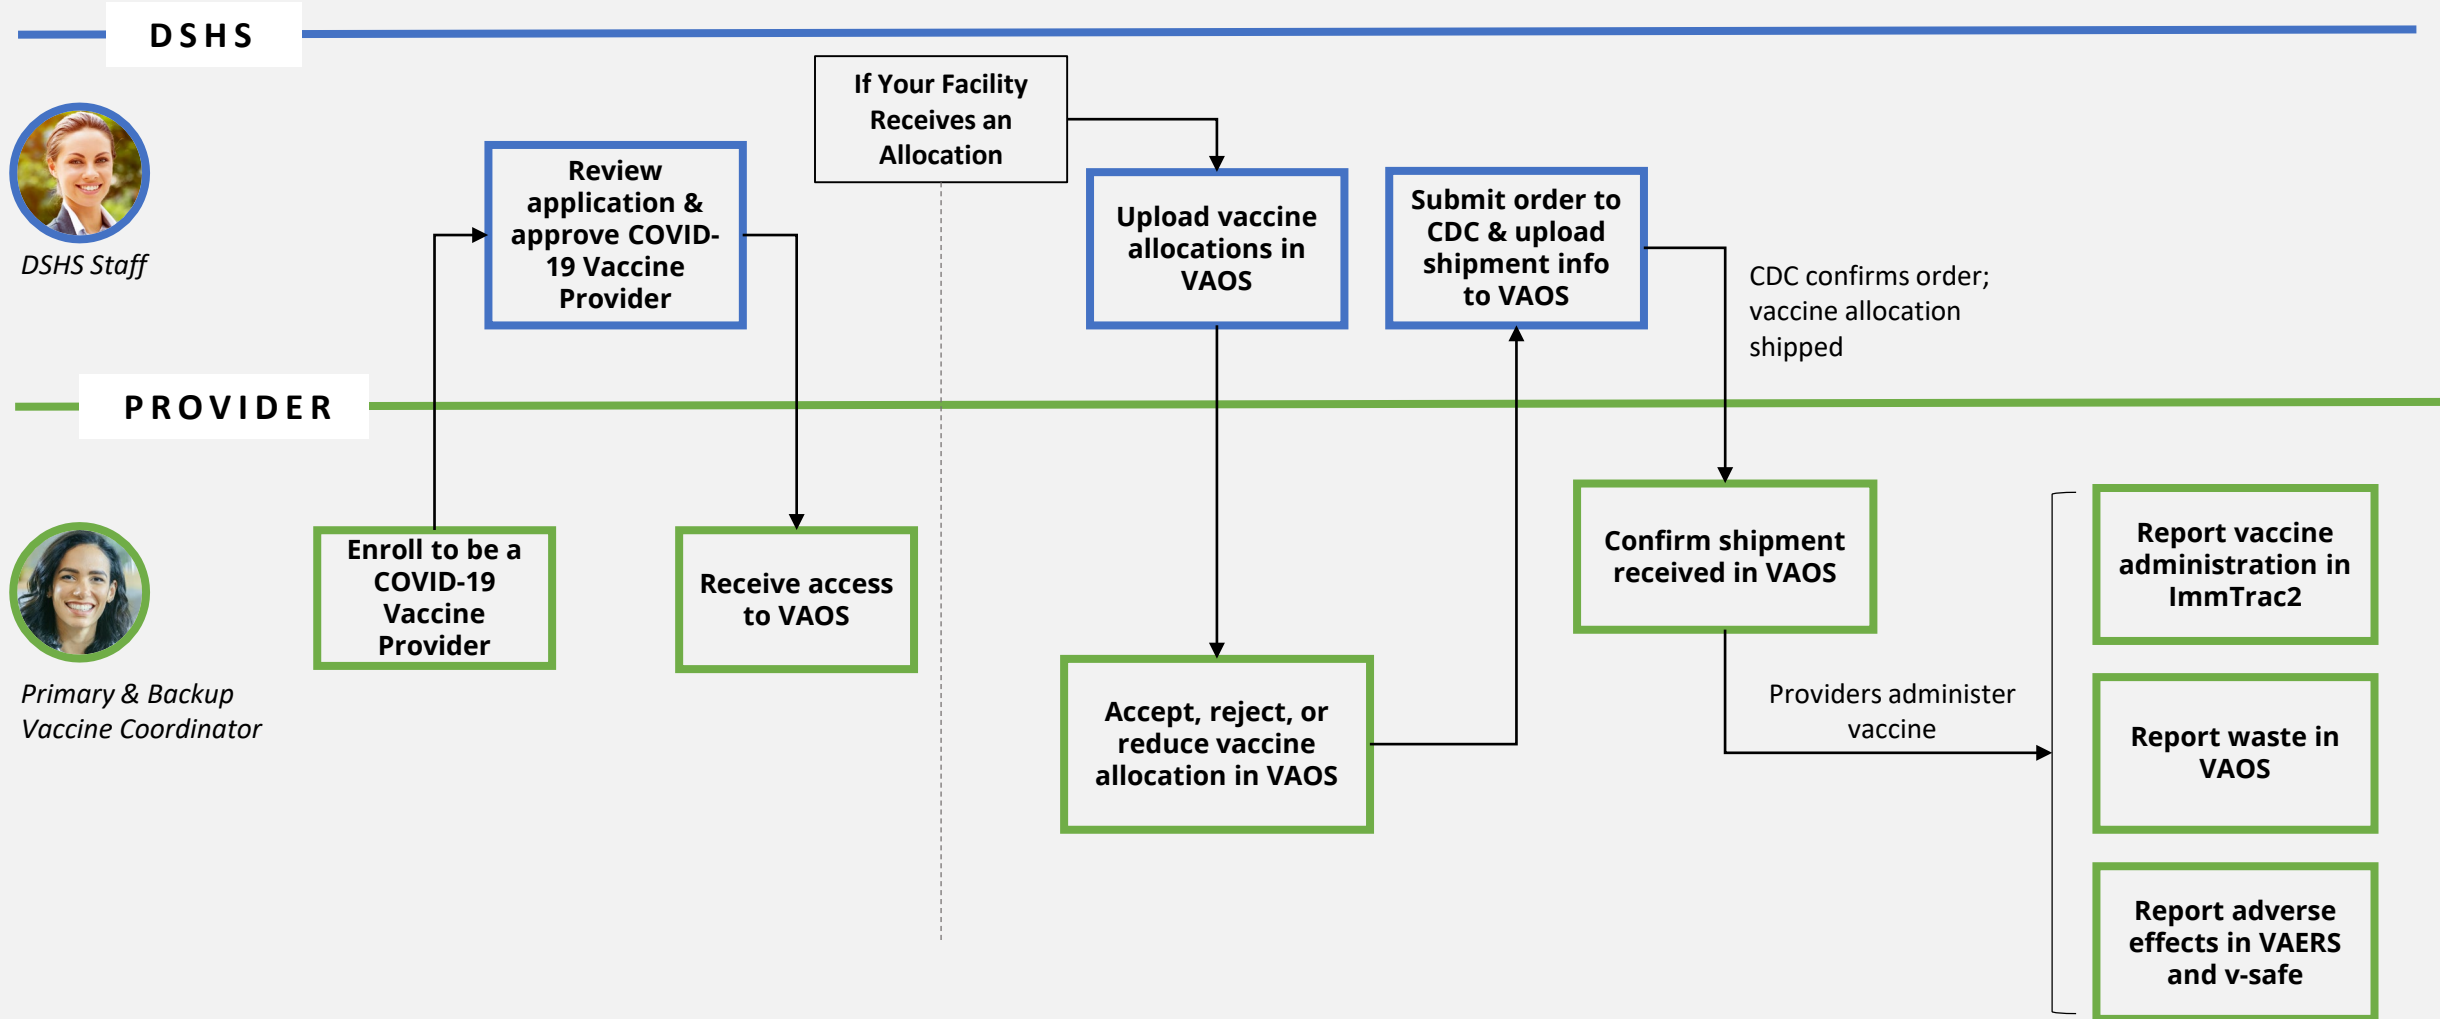 DSHS
If Your Facility
Receives an
Allocation
Review
application &
approve COVID-
19 Vaccine
Provider
Upload vaccine
allocations in
VAOS
Submit order to
CDC & upload
shipment info
to VAOS
DSHS Staff
CDC confirms order;
vaccine allocation
shipped
PROVIDER
Enroll to be a
COVID-19
Vaccine
Provider
Receive access
to VAOS
Accept, reject, or
reduce vaccine
allocation in VAOS
Confirm shipment
received in VAOS
Primary & Backup
Vaccine Coordinator
Providers administer
vaccine
Report vaccine
administration in
ImmTrac2
Report waste in
VAOS
Report adverse
effects in VAERS
and v-safe